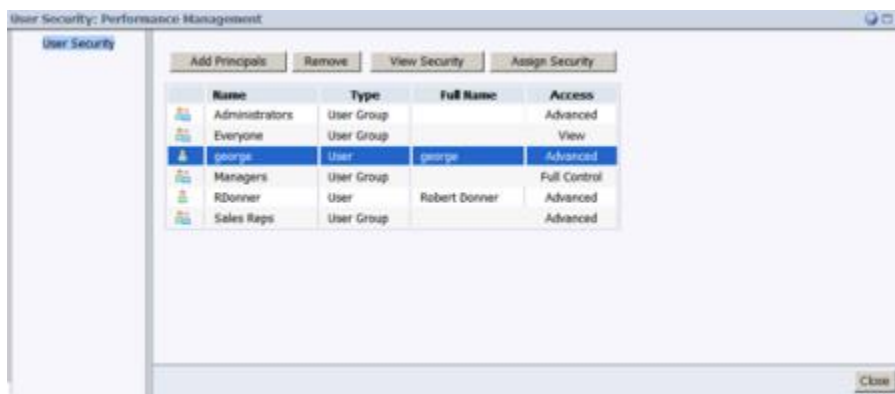 User Security: Performance Management
User Security
Add Principals Remove View Security Assign Security
Name Type Full Name Access
Administrators User Group Advanced
Everyone User Group View
george User george Advanced
Managers User Group Full Control
RDonner User Robert Donner Advanced
Sales Reps User Group Advanced
Close